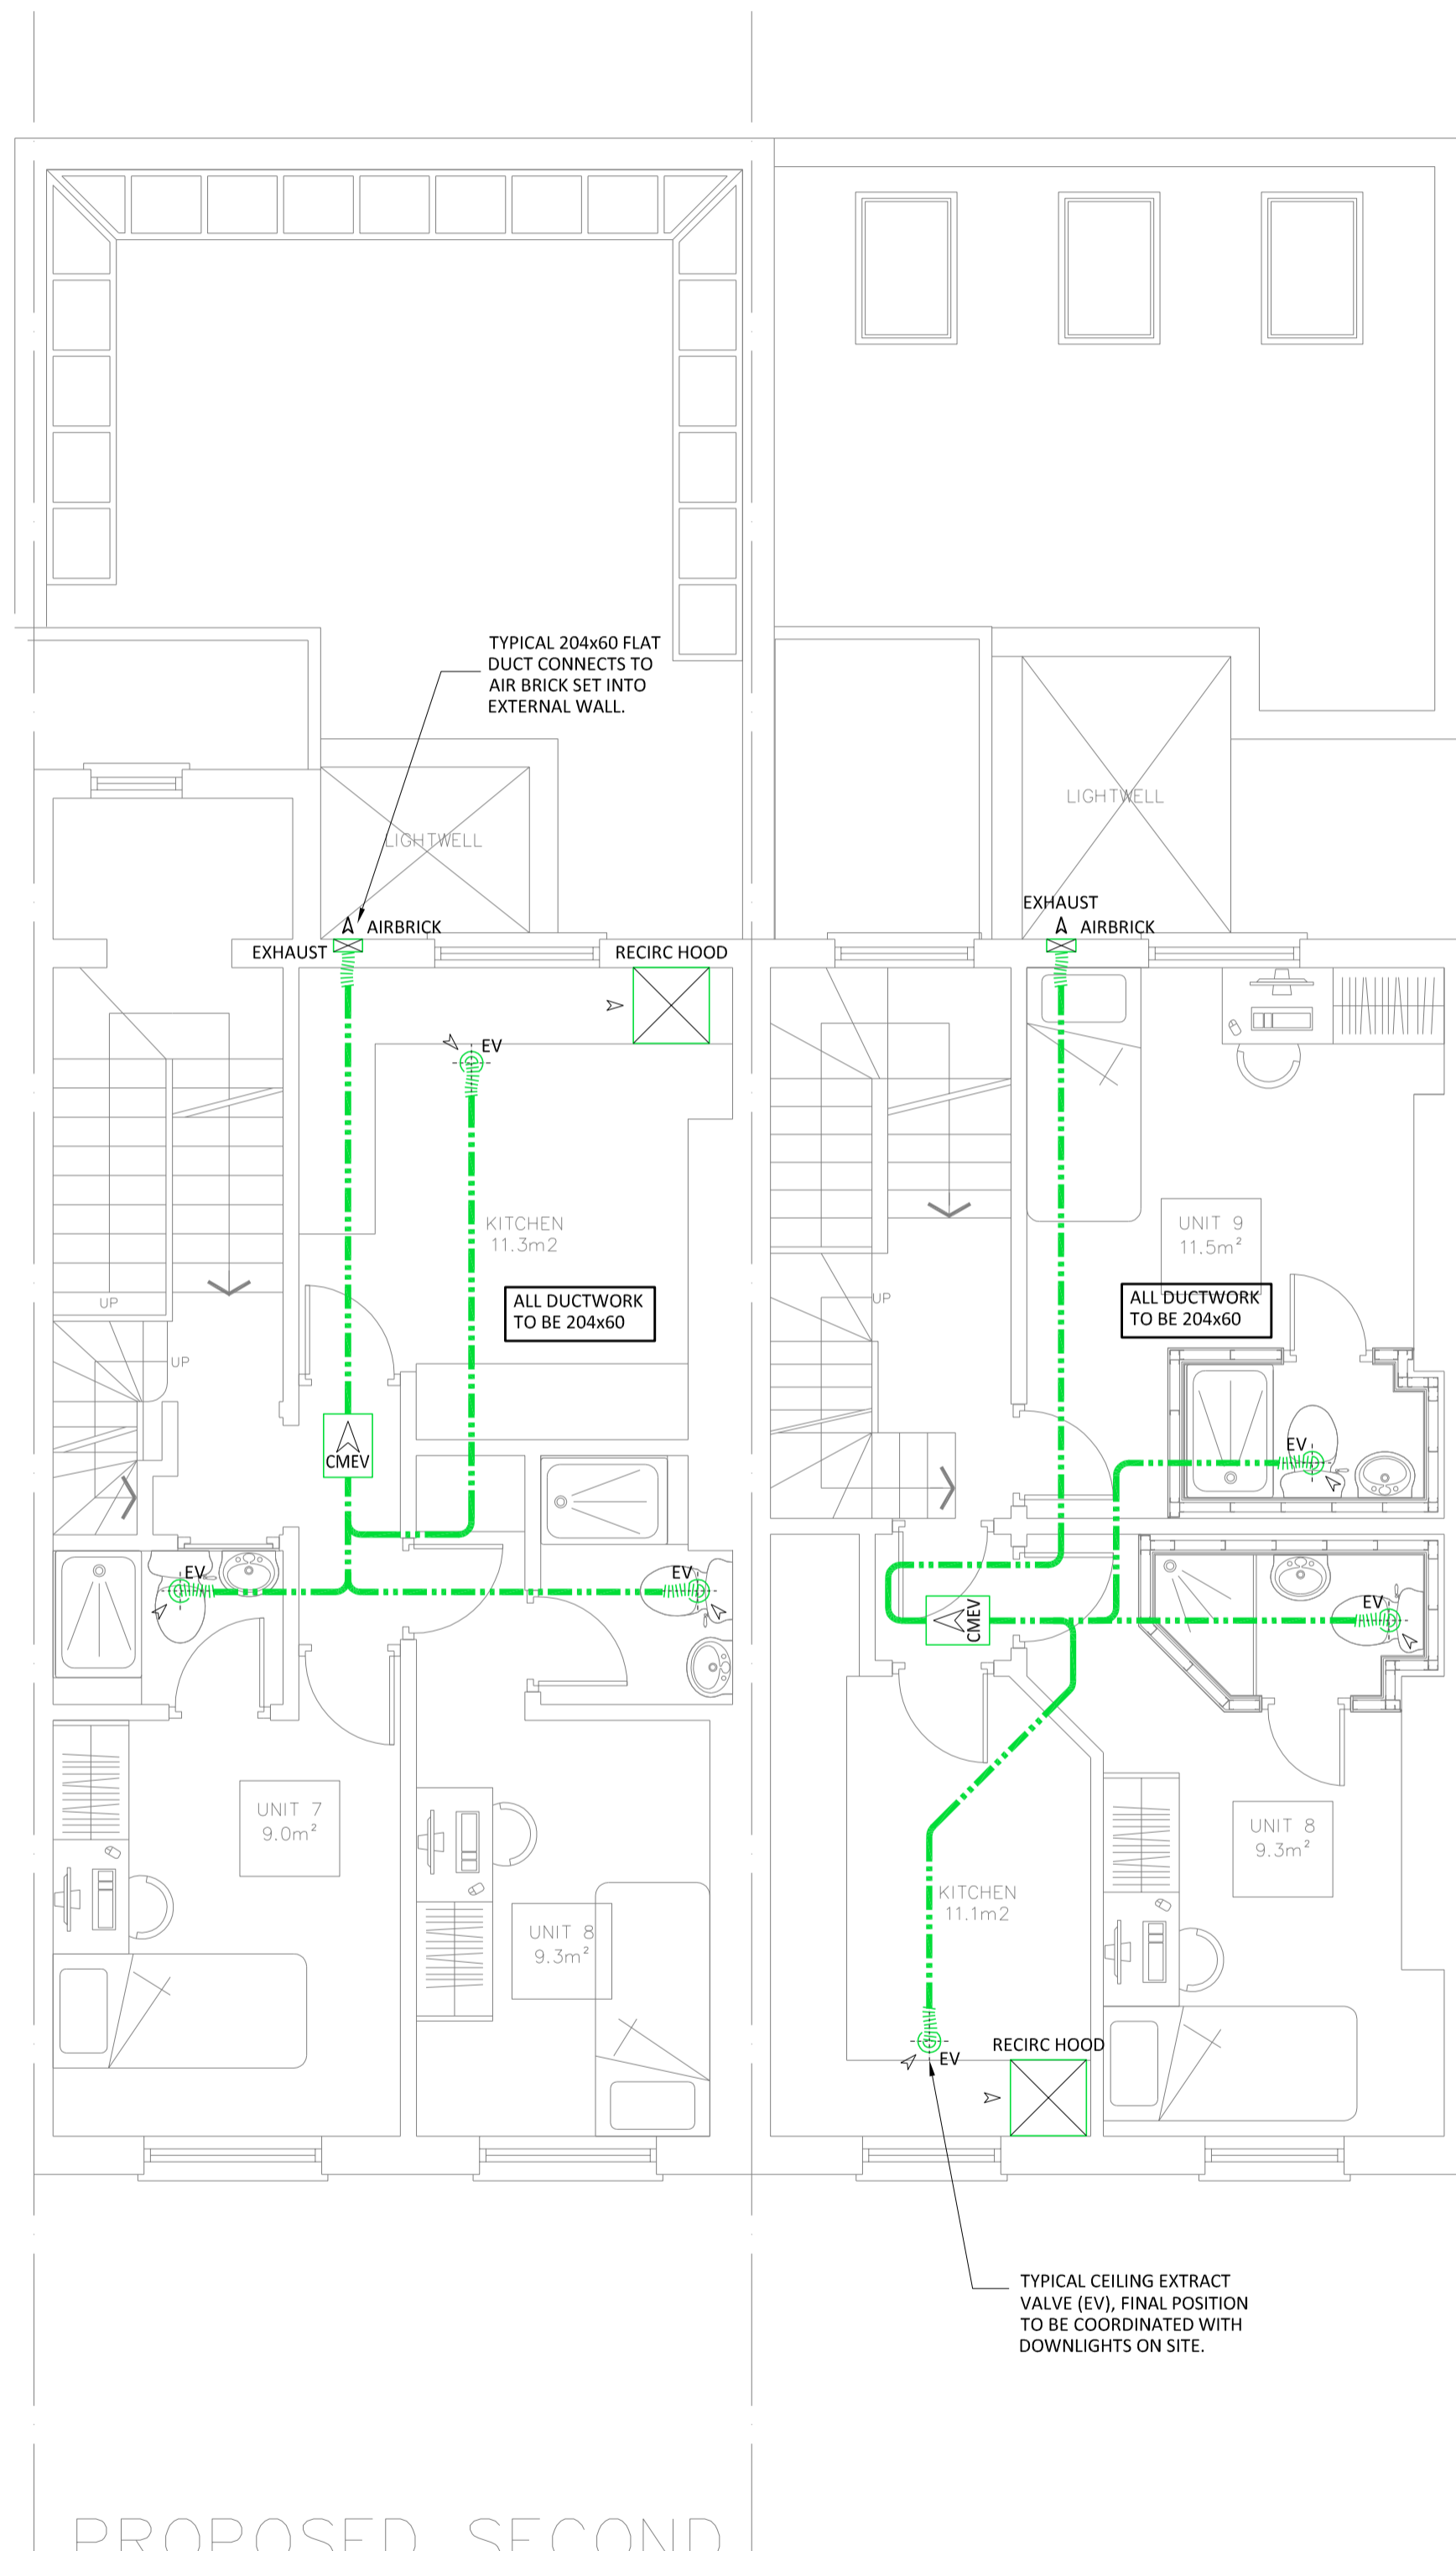 TYPICAL 204x60 FLAT
DUCT CONNECTS TO
AIR BRICK SET INTO
EXTERNAL WALL.
LIGHTWELL
LIGHTWELL
EXHAUST
AIRBRICK
EXHAUST
AIRBRICK
RECIRC HOOD
EV
KITCHEN
11.3m2
UNIT 9
11.5m²
ALL DUCTWORK
TO BE 204x60
ALL DUCTWORK
TO BE 204x60
UP
UP
UP
CMEV
EV
EV
EV
EV
CMEV
UNIT 7
9.0m²
UNIT 8
9.3m²
UNIT 8
9.3m²
KITCHEN
11.1m2
RECIRC HOOD
EV
TYPICAL CEILING EXTRACT
VALVE (EV), FINAL POSITION
TO BE COORDINATED WITH
DOWNLIGHTS ON SITE.
PROPOSED SECOND